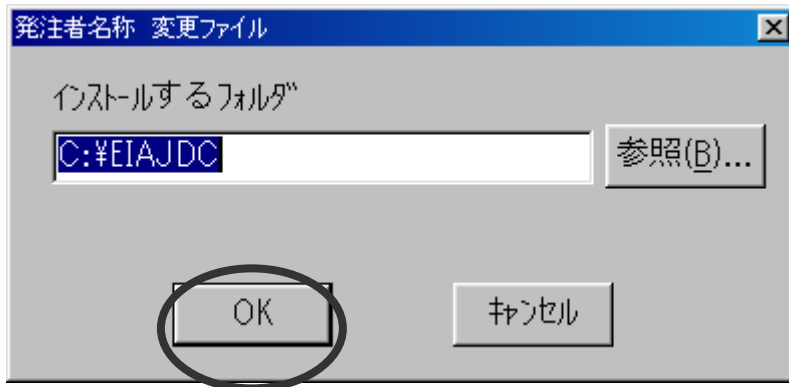 発注者名称 変更ファイル
インストールするフォルダ
C:¥EIAJDC
参照(B)...
OK
キャンセル